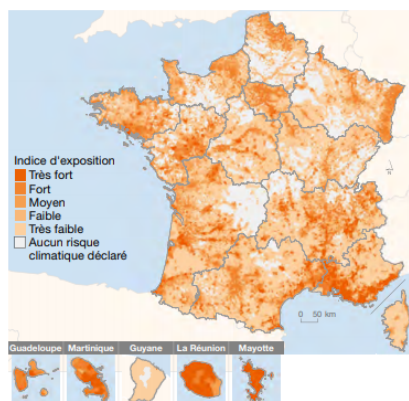 Indice d'exposition
Très fort
Fort
Moyen
Faible
Très faible
Aucun risque
climatique déclaré
0 50 km
Guadeloupe
Martinique
Guyane
La Réunion
Mayotte